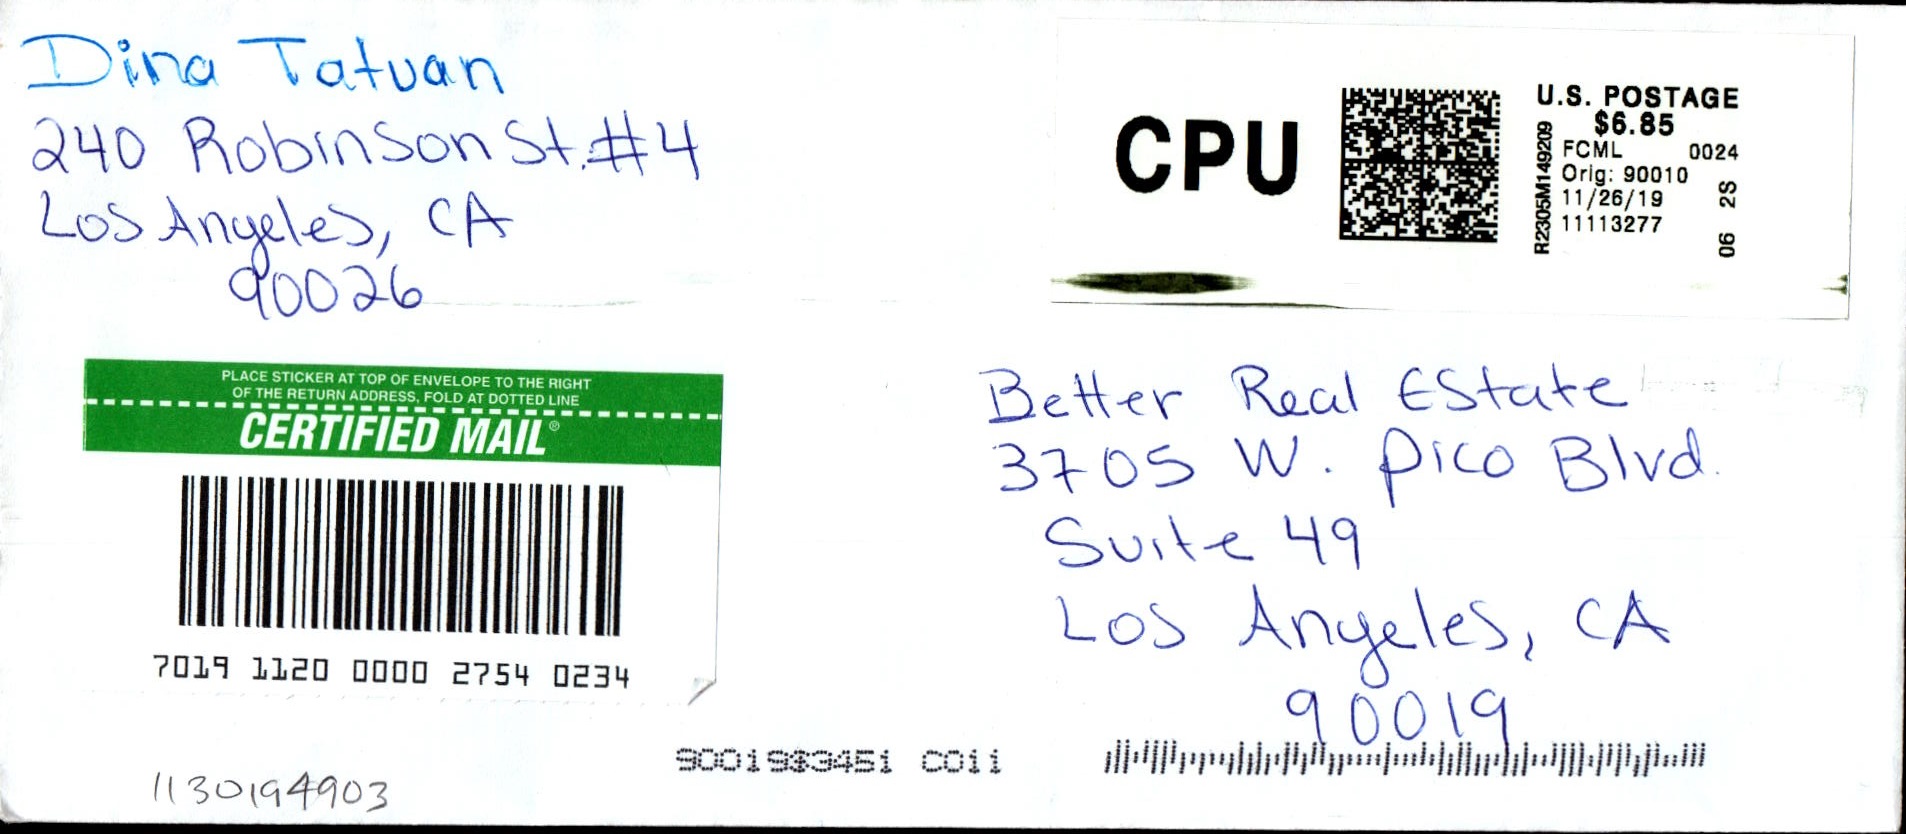 Dina Tatuan
240 Robinson St. #4
Los Angeles, CA
90026
CPU
U.S. POSTAGE
$6.85
FCML 0024
Orig: 90010
11/26/19
11113277
R2305M149209
06 2S
PLACE STICKER AT TOP OF ENVELOPE TO THE RIGHT
OF THE RETURN ADDRESS, FOLD AT DOTTED LINE
CERTIFIED MAIL®
7019 1120 0000 2754 0234
Better Real Estate
3705 W. Pico Blvd.
Suite 49
Los Angeles, CA
90019
90019$3451 C011
1130194903